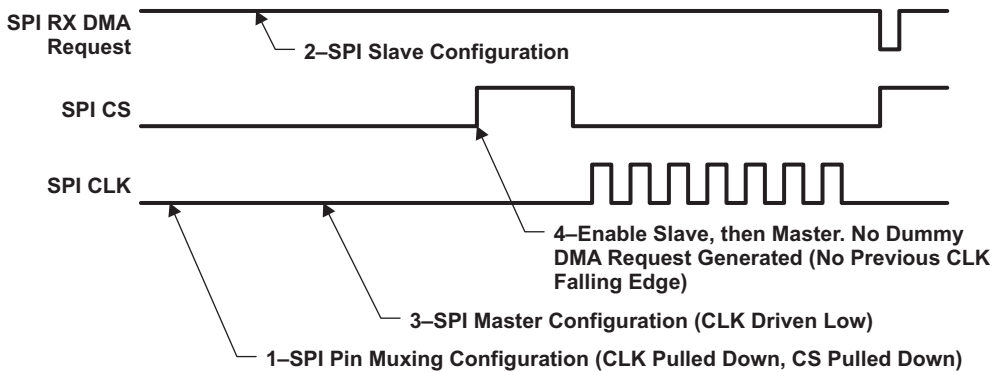 SPI RX DMA
Request
2–SPI Slave Configuration
SPI CS
SPI CLK
4–Enable Slave, then Master. No Dummy
DMA Request Generated (No Previous CLK
Falling Edge)
3–SPI Master Configuration (CLK Driven Low)
1–SPI Pin Muxing Configuration (CLK Pulled Down, CS Pulled Down)